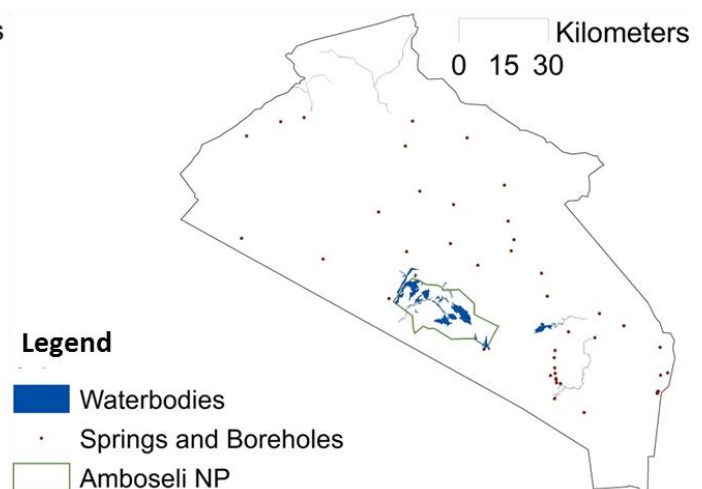 s
Kilometers
0 15 30
Legend
Waterbodies
Springs and Boreholes
Amboseli NP